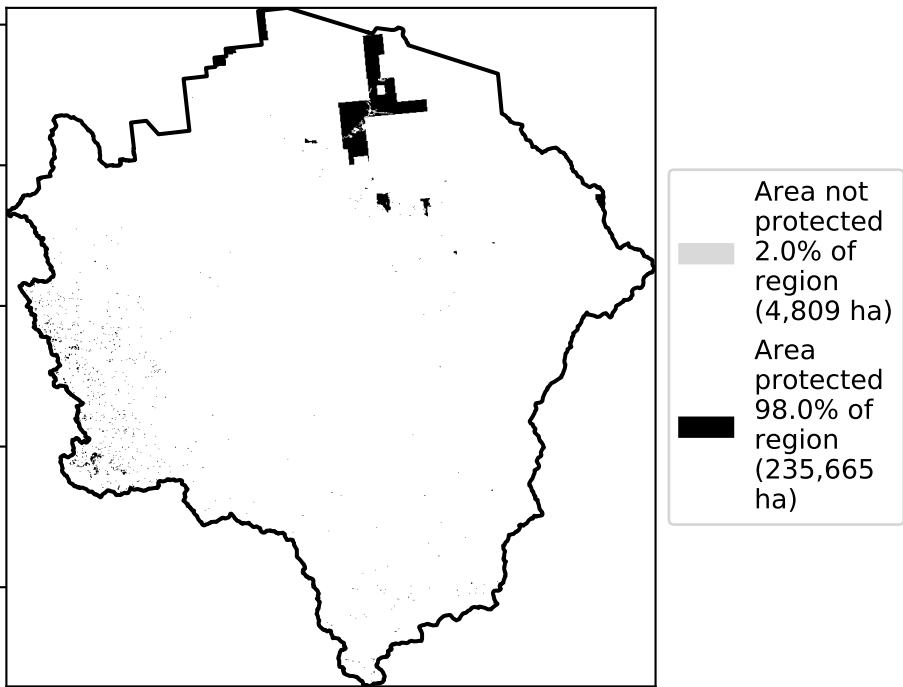 Area not
protected
2.0% of
region
(4,809 ha)
Area
protected
98.0% of
region
(235,665
ha)